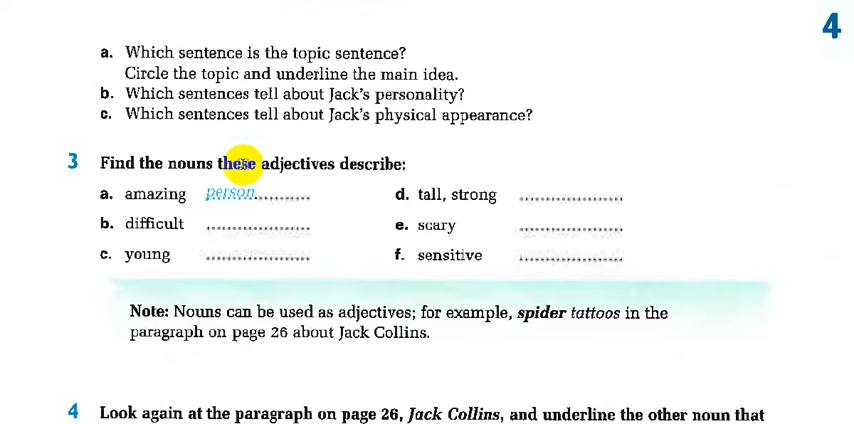 4
a. Which sentence is the topic sentence?
Circle the topic and underline the main idea.
b. Which sentences tell about Jack's personality?
c. Which sentences tell about Jack's physical appearance?
3 Find the nouns these adjectives describe:
a. amazing person............ d. tall, strong .....................
b. difficult ..................... e. scary .....................
c. young ..................... f. sensitive .....................
Note: Nouns can be used as adjectives; for example, spider tattoos in the
paragraph on page 26 about Jack Collins.
4 Look again at the paragraph on page 26, Jack Collins, and underline the other noun that